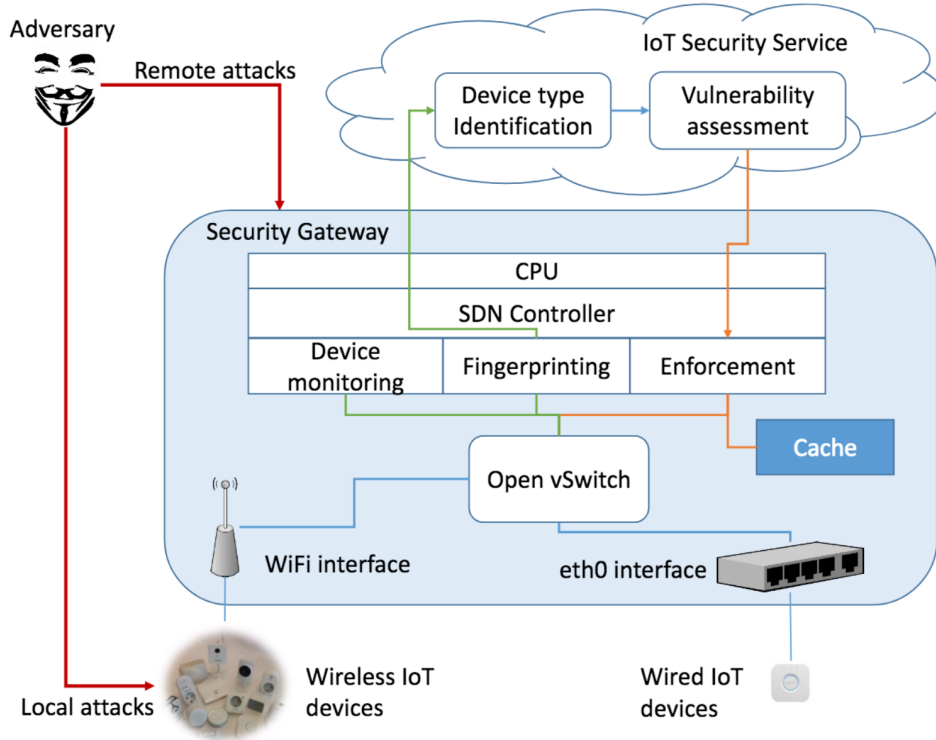 Adversary
Remote attacks
IoT Security Service
Device type
Identification
Vulnerability
assessment
Security Gateway
CPU
SDN Controller
Device
monitoring
Fingerprinting
Enforcement
Cache
Open vSwitch
WiFi interface
eth0 interface
Local attacks
Wireless IoT
devices
Wired IoT
devices